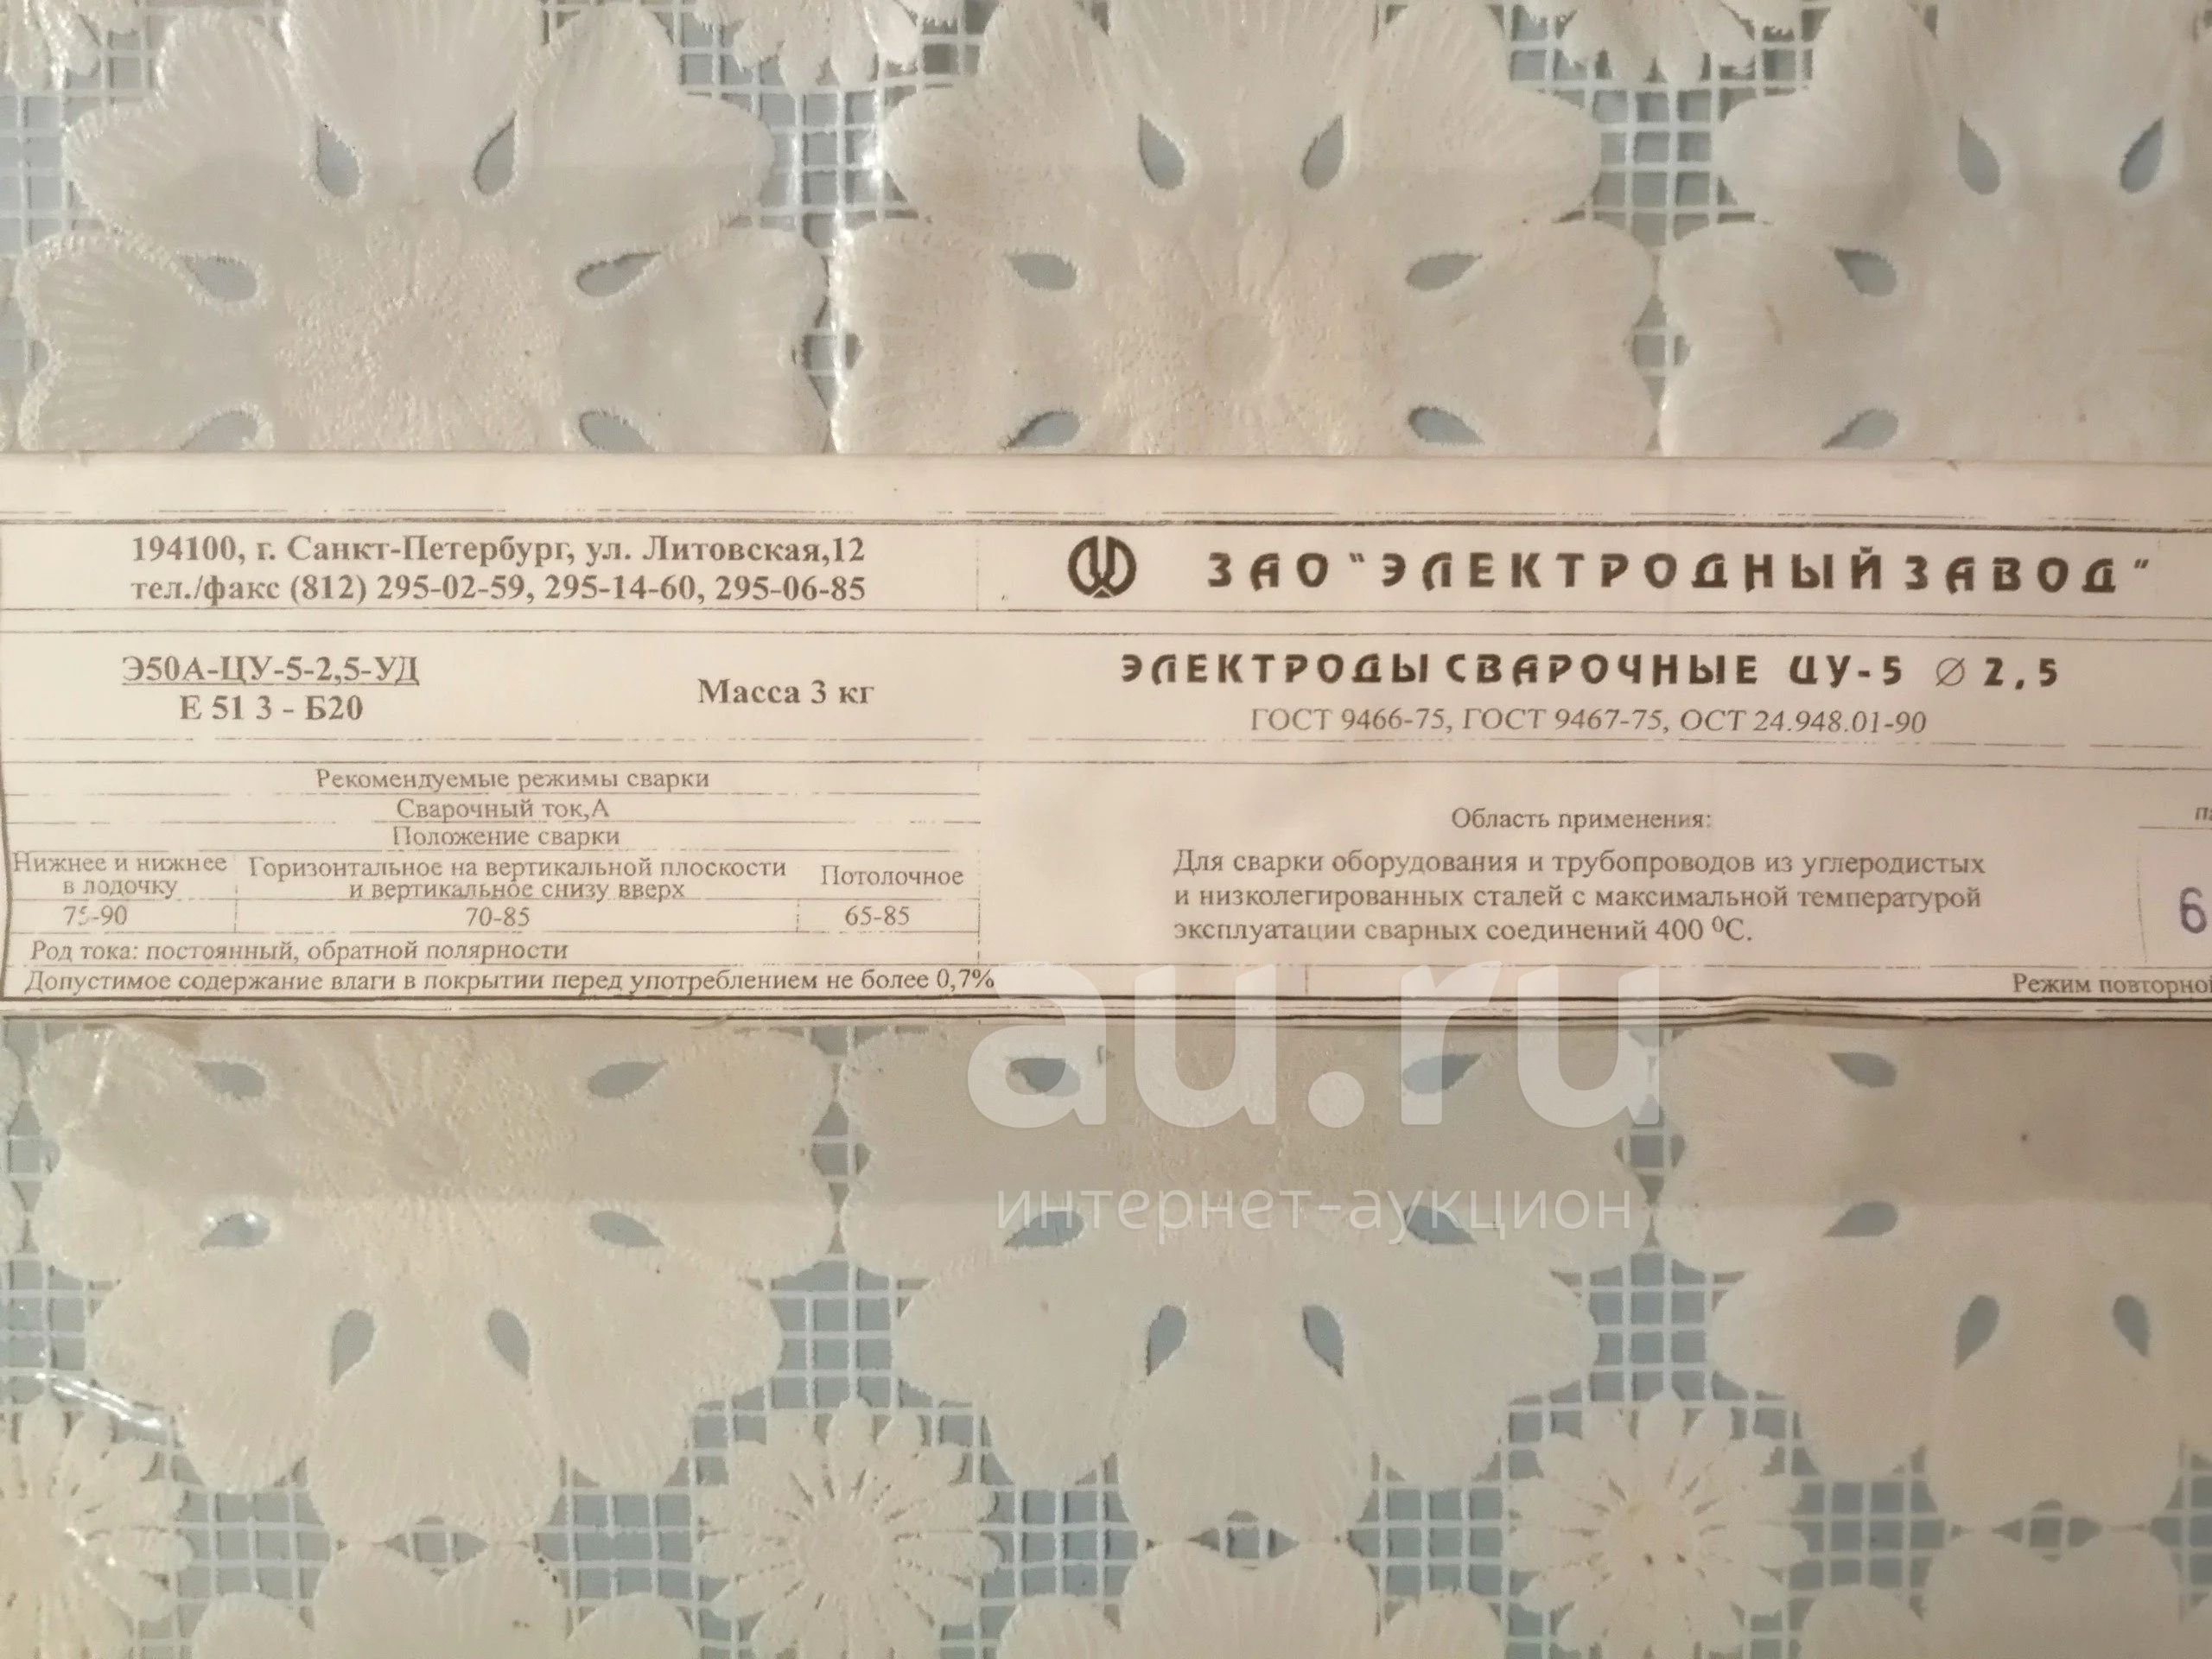 194100, г. Санкт-Петербург, ул. Литовская,12
тел./факс (812) 295-02-59, 295-14-60, 295-06-85
ЗАО "ЭЛЕКТРОДНЫЙ ЗАВОД"
Э50А-ЦУ-5-2,5-УД
Е 51 3 - Б20
Масса 3 кг
ЭЛЕКТРОДЫ СВАРОЧНЫЕ ЦУ-5 ∅ 2,5
ГОСТ 9466-75, ГОСТ 9467-75, ОСТ 24.948.01-90
Рекомендуемые режимы сварки
Сварочный ток,А
Положение сварки
Нижнее и нижнее
в лодочку
Горизонтальное на вертикальной плоскости
и вертикальное снизу вверх
Потолочное
75-90
70-85
65-85
Род тока: постоянный, обратной полярности
Допустимое содержание влаги в покрытии перед употреблением не более 0,7%
Область применения:
Для сварки оборудования и трубопроводов из углеродистых
и низколегированных сталей с максимальной температурой
эксплуатации сварных соединений 400 ⁰С.
6
Режим
au.ru
интернет-аукцион